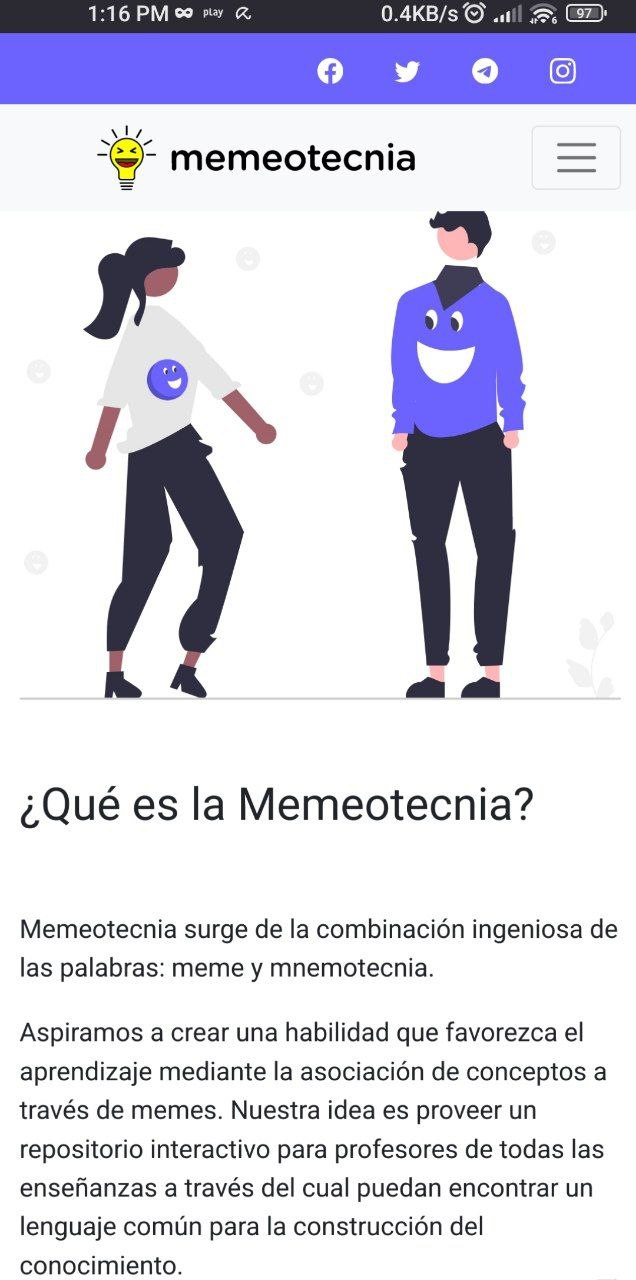 1:16 PM play 0.4KB/s 6 97
memeotecnia
¿Qué es la Memeotecnia?
Memeotecnia surge de la combinación ingeniosa de
las palabras: meme y mnemotecnia.
Aspiramos a crear una habilidad que favorezca el
aprendizaje mediante la asociación de conceptos a
través de memes. Nuestra idea es proveer un
repositorio interactivo para profesores de todas las
enseñanzas a través del cual puedan encontrar un
lenguaje común para la construcción del
conocimiento.